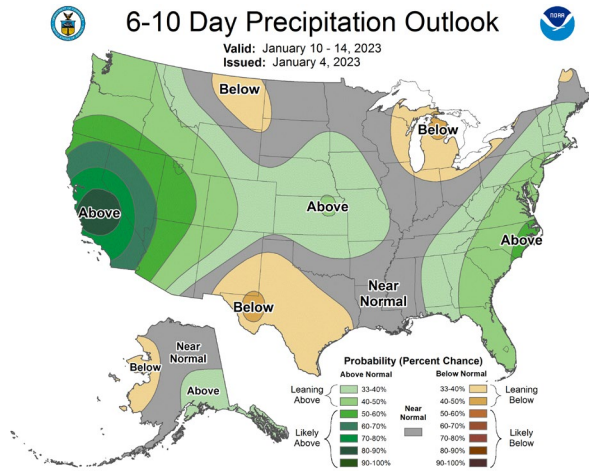 6-10 Day Precipitation Outlook
Valid: January 10 - 14, 2023
Issued: January 4, 2023
NOAA
Below
Below
Above
Above
Above
Below
Near
Normal
Near
Normal
Below
Above
Probability (Percent Chance)
Above Normal
Below Normal
Leaning
Above
33-40%
40-50%
50-60%
60-70%
70-80%
80-90%
90-100%
Likely
Above
Near
Normal
33-40%
40-50%
50-60%
60-70%
70-80%
80-90%
90-100%
Leaning
Below
Likely
Below